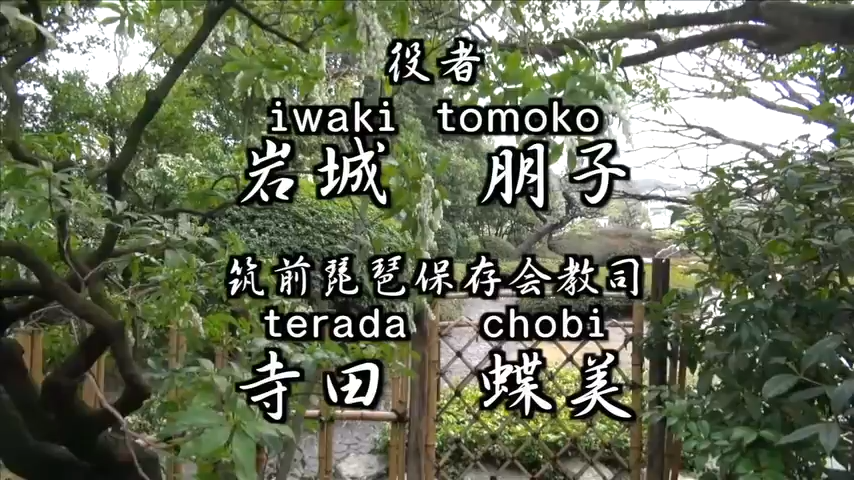 役者
iwaki tomoko
岩城 朋子
筑前琵琶保存会教司
terada chobi
寺田 蝶美